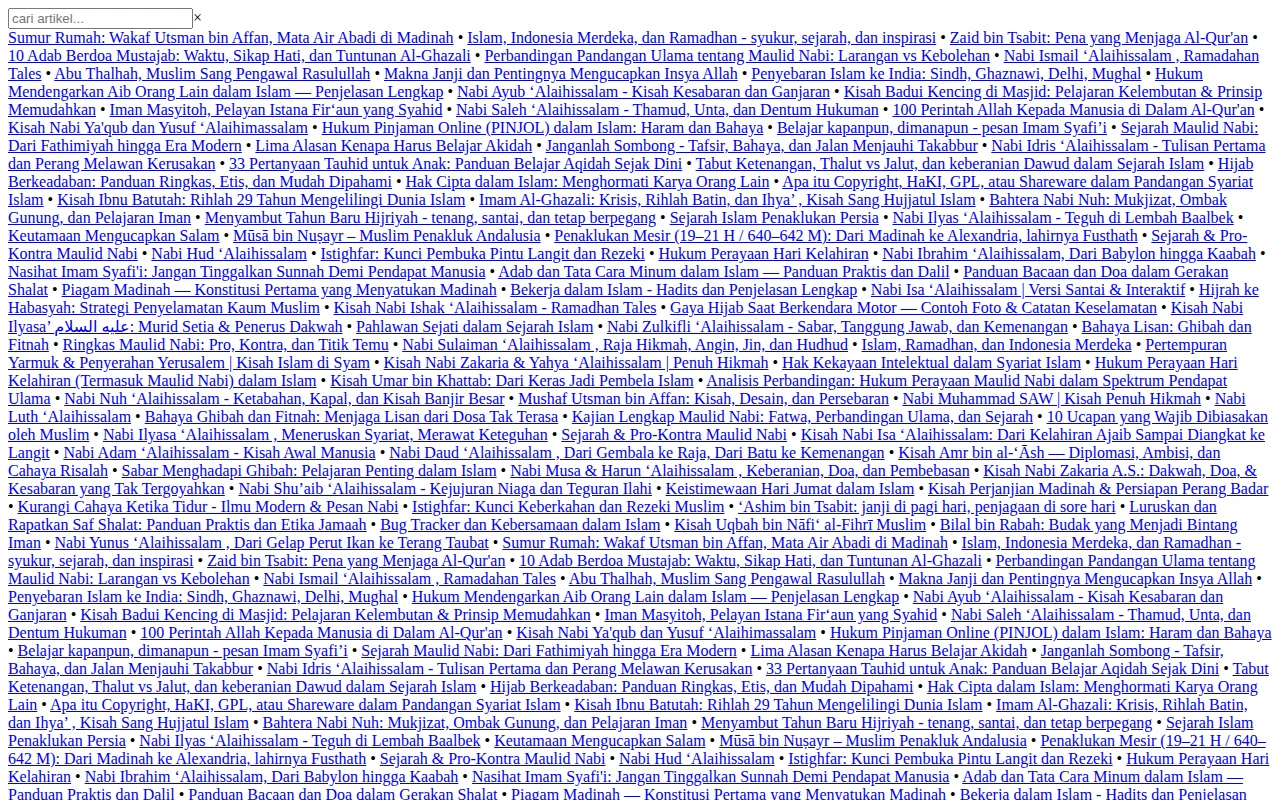 cari artikel... ×
Sumur Rumah: Wakaf Utsman bin Affan, Mata Air Abadi di Madinah • Islam, Indonesia Merdeka, dan Ramadhan - syukur, sejarah, dan inspirasi • Zaid bin Tsabit: Pena yang Menjaga Al-Qur'an •
10 Adab Berdoa Mustajab: Waktu, Sikap Hati, dan Tuntunan Al-Ghazali • Perbandingan Pandangan Ulama tentang Maulid Nabi: Larangan vs Kebolehan • Nabi Ismail ‘Alaihissalam , Ramadahan
Tales • Abu Thalhah, Muslim Sang Pengawal Rasulullah • Makna Janji dan Pentingnya Mengucapkan Insya Allah • Penyebaran Islam ke India: Sindh, Ghaznawi, Delhi, Mughal • Hukum
Mendengarkan Aib Orang Lain dalam Islam — Penjelasan Lengkap • Nabi Ayub ‘Alaihissalam - Kisah Kesabaran dan Ganjaran • Kisah Badui Kencing di Masjid: Pelajaran Kelembutan & Prinsip
Memudahkan • Iman Masyitoh, Pelayan Istana Fir‘aun yang Syahid • Nabi Saleh ‘Alaihissalam - Thamud, Unta, dan Dentum Hukuman • 100 Perintah Allah Kepada Manusia di Dalam Al-Qur'an •
Kisah Nabi Ya'qub dan Yusuf ‘Alaihimassalam • Hukum Pinjaman Online (PINJOL) dalam Islam: Haram dan Bahaya • Belajar kapanpun, dimanapun - pesan Imam Syafi’i • Sejarah Maulid Nabi:
Dari Fathimiyah hingga Era Modern • Lima Alasan Kenapa Harus Belajar Akidah • Janganlah Sombong - Tafsir, Bahaya, dan Jalan Menjauhi Takabbur • Nabi Idris ‘Alaihissalam - Tulisan Pertama
dan Perang Melawan Kerusakan • 33 Pertanyaan Tauhid untuk Anak: Panduan Belajar Aqidah Sejak Dini • Tabut Ketenangan, Thalut vs Jalut, dan keberanian Dawud dalam Sejarah Islam • Hijab
Berkeadaban: Panduan Ringkas, Etis, dan Mudah Dipahami • Hak Cipta dalam Islam: Menghormati Karya Orang Lain • Apa itu Copyright, HaKI, GPL, atau Shareware dalam Pandangan Syariat
Islam • Kisah Ibnu Batutah: Rihlah 29 Tahun Mengelilingi Dunia Islam • Imam Al-Ghazali: Krisis, Rihlah Batin, dan Ihya’ , Kisah Sang Hujjatul Islam • Bahtera Nabi Nuh: Mukjizat, Ombak
Gunung, dan Pelajaran Iman • Menyambut Tahun Baru Hijriyah - tenang, santai, dan tetap berpegang • Sejarah Islam Penaklukan Persia • Nabi Ilyas ‘Alaihissalam - Teguh di Lembah Baalbek •
Keutamaan Mengucapkan Salam • Mūsā bin Nuṣayr – Muslim Penakluk Andalusia • Penaklukan Mesir (19–21 H / 640–642 M): Dari Madinah ke Alexandria, lahirnya Fusthath • Sejarah & Pro-
Kontra Maulid Nabi • Nabi Hud ‘Alaihissalam • Istighfar: Kunci Pembuka Pintu Langit dan Rezeki • Hukum Perayaan Hari Kelahiran • Nabi Ibrahim ‘Alaihissalam, Dari Babylon hingga Kaabah •
Nasihat Imam Syafi'i: Jangan Tinggalkan Sunnah Demi Pendapat Manusia • Adab dan Tata Cara Minum dalam Islam — Panduan Praktis dan Dalil • Panduan Bacaan dan Doa dalam Gerakan
Shalat • Piagam Madinah — Konstitusi Pertama yang Menyatukan Madinah • Bekerja dalam Islam - Hadits dan Penjelasan Lengkap • Nabi Isa ‘Alaihissalam | Versi Santai & Interaktif • Hijrah ke
Habasyah: Strategi Penyelamatan Kaum Muslim • Kisah Nabi Ishak ‘Alaihissalam - Ramadhan Tales • Gaya Hijab Saat Berkendara Motor — Contoh Foto & Catatan Keselamatan • Kisah Nabi
Ilyasa’ عليه السلام: Murid Setia & Penerus Dakwah • Pahlawan Sejati dalam Sejarah Islam • Nabi Zulkifli ‘Alaihissalam - Sabar, Tanggung Jawab, dan Kemenangan • Bahaya Lisan: Ghibah dan
Fitnah • Ringkas Maulid Nabi: Pro, Kontra, dan Titik Temu • Nabi Sulaiman ‘Alaihissalam , Raja Hikmah, Angin, Jin, dan Hudhud • Islam, Ramadhan, dan Indonesia Merdeka • Pertempuran
Yarmuk & Penyerahan Yerusalem | Kisah Islam di Syam • Kisah Nabi Zakaria & Yahya ‘Alaihissalam | Penuh Hikmah • Hak Kekayaan Intelektual dalam Syariat Islam • Hukum Perayaan Hari
Kelahiran (Termasuk Maulid Nabi) dalam Islam • Kisah Umar bin Khattab: Dari Keras Jadi Pembela Islam • Analisis Perbandingan: Hukum Perayaan Maulid Nabi dalam Spektrum Pendapat
Ulama • Nabi Nuh ‘Alaihissalam - Ketabahan, Kapal, dan Kisah Banjir Besar • Mushaf Utsman bin Affan: Kisah, Desain, dan Persebaran • Nabi Muhammad SAW | Kisah Penuh Hikmah • Nabi
Luth ‘Alaihissalam • Bahaya Ghibah dan Fitnah: Menjaga Lisan dari Dosa Tak Terasa • Kajian Lengkap Maulid Nabi: Fatwa, Perbandingan Ulama, dan Sejarah • 10 Ucapan yang Wajib Dibiasakan
oleh Muslim • Nabi Ilyasa ‘Alaihissalam , Meneruskan Syariat, Merawat Keteguhan • Sejarah & Pro-Kontra Maulid Nabi • Kisah Nabi Isa ‘Alaihissalam: Dari Kelahiran Ajaib Sampai Diangkat ke
Langit • Nabi Adam ‘Alaihissalam - Kisah Awal Manusia • Nabi Daud ‘Alaihissalam , Dari Gembala ke Raja, Dari Batu ke Kemenangan • Kisah Amr bin al-‘Āsh — Diplomasi, Ambisi, dan
Cahaya Risalah • Sabar Menghadapi Ghibah: Pelajaran Penting dalam Islam • Nabi Musa & Harun ‘Alaihissalam , Keberanian, Doa, dan Pembebasan • Kisah Nabi Zakaria A.S.: Dakwah, Doa, &
Kesabaran yang Tak Tergoyahkan • Nabi Shu’aib ‘Alaihissalam - Kejujuran Niaga dan Teguran Ilahi • Keistimewaan Hari Jumat dalam Islam • Kisah Perjanjian Madinah & Persiapan Perang Badar
• Kurangi Cahaya Ketika Tidur - Ilmu Modern & Pesan Nabi • Istighfar: Kunci Keberkahan dan Rezeki Muslim • ‘Ashim bin Tsabit: janji di pagi hari, penjagaan di sore hari • Luruskan dan
Rapatkan Saf Shalat: Panduan Praktis dan Etika Jamaah • Bug Tracker dan Kebersamaan dalam Islam • Kisah Uqbah bin Nāfi‘ al-Fihrī Muslim • Bilal bin Rabah: Budak yang Menjadi Bintang
Iman • Nabi Yunus ‘Alaihissalam , Dari Gelap Perut Ikan ke Terang Taubat • Sumur Rumah: Wakaf Utsman bin Affan, Mata Air Abadi di Madinah • Islam, Indonesia Merdeka, dan Ramadhan -
syukur, sejarah, dan inspirasi • Zaid bin Tsabit: Pena yang Menjaga Al-Qur'an • 10 Adab Berdoa Mustajab: Waktu, Sikap Hati, dan Tuntunan Al-Ghazali • Perbandingan Pandangan Ulama tentang
Maulid Nabi: Larangan vs Kebolehan • Nabi Ismail ‘Alaihissalam , Ramadahan Tales • Abu Thalhah, Muslim Sang Pengawal Rasulullah • Makna Janji dan Pentingnya Mengucapkan Insya Allah •
Penyebaran Islam ke India: Sindh, Ghaznawi, Delhi, Mughal • Hukum Mendengarkan Aib Orang Lain dalam Islam — Penjelasan Lengkap • Nabi Ayub ‘Alaihissalam - Kisah Kesabaran dan
Ganjaran • Kisah Badui Kencing di Masjid: Pelajaran Kelembutan & Prinsip Memudahkan • Iman Masyitoh, Pelayan Istana Fir‘aun yang Syahid • Nabi Saleh ‘Alaihissalam - Thamud, Unta, dan
Dentum Hukuman • 100 Perintah Allah Kepada Manusia di Dalam Al-Qur'an • Kisah Nabi Ya'qub dan Yusuf ‘Alaihimassalam • Hukum Pinjaman Online (PINJOL) dalam Islam: Haram dan Bahaya
• Belajar kapanpun, dimanapun - pesan Imam Syafi’i • Sejarah Maulid Nabi: Dari Fathimiyah hingga Era Modern • Lima Alasan Kenapa Harus Belajar Akidah • Janganlah Sombong - Tafsir,
Bahaya, dan Jalan Menjauhi Takabbur • Nabi Idris ‘Alaihissalam - Tulisan Pertama dan Perang Melawan Kerusakan • 33 Pertanyaan Tauhid untuk Anak: Panduan Belajar Aqidah Sejak Dini • Tabut
Ketenangan, Thalut vs Jalut, dan keberanian Dawud dalam Sejarah Islam • Hijab Berkeadaban: Panduan Ringkas, Etis, dan Mudah Dipahami • Hak Cipta dalam Islam: Menghormati Karya Orang
Lain • Apa itu Copyright, HaKI, GPL, atau Shareware dalam Pandangan Syariat Islam • Kisah Ibnu Batutah: Rihlah 29 Tahun Mengelilingi Dunia Islam • Imam Al-Ghazali: Krisis, Rihlah Batin,
dan Ihya’ , Kisah Sang Hujjatul Islam • Bahtera Nabi Nuh: Mukjizat, Ombak Gunung, dan Pelajaran Iman • Menyambut Tahun Baru Hijriyah - tenang, santai, dan tetap berpegang • Sejarah Islam
Penaklukan Persia • Nabi Ilyas ‘Alaihissalam - Teguh di Lembah Baalbek • Keutamaan Mengucapkan Salam • Mūsā bin Nuṣayr – Muslim Penakluk Andalusia • Penaklukan Mesir (19–21 H / 640–
642 M): Dari Madinah ke Alexandria, lahirnya Fusthath • Sejarah & Pro-Kontra Maulid Nabi • Nabi Hud ‘Alaihissalam • Istighfar: Kunci Pembuka Pintu Langit dan Rezeki • Hukum Perayaan Hari
Kelahiran • Nabi Ibrahim ‘Alaihissalam, Dari Babylon hingga Kaabah • Nasihat Imam Syafi'i: Jangan Tinggalkan Sunnah Demi Pendapat Manusia • Adab dan Tata Cara Minum dalam Islam —
Panduan Praktis dan Dalil • Panduan Bacaan dan Doa dalam Gerakan Shalat • Piagam Madinah — Konstitusi Pertama yang Menyatukan Madinah • Bekerja dalam Islam - Hadits dan Penjelasan